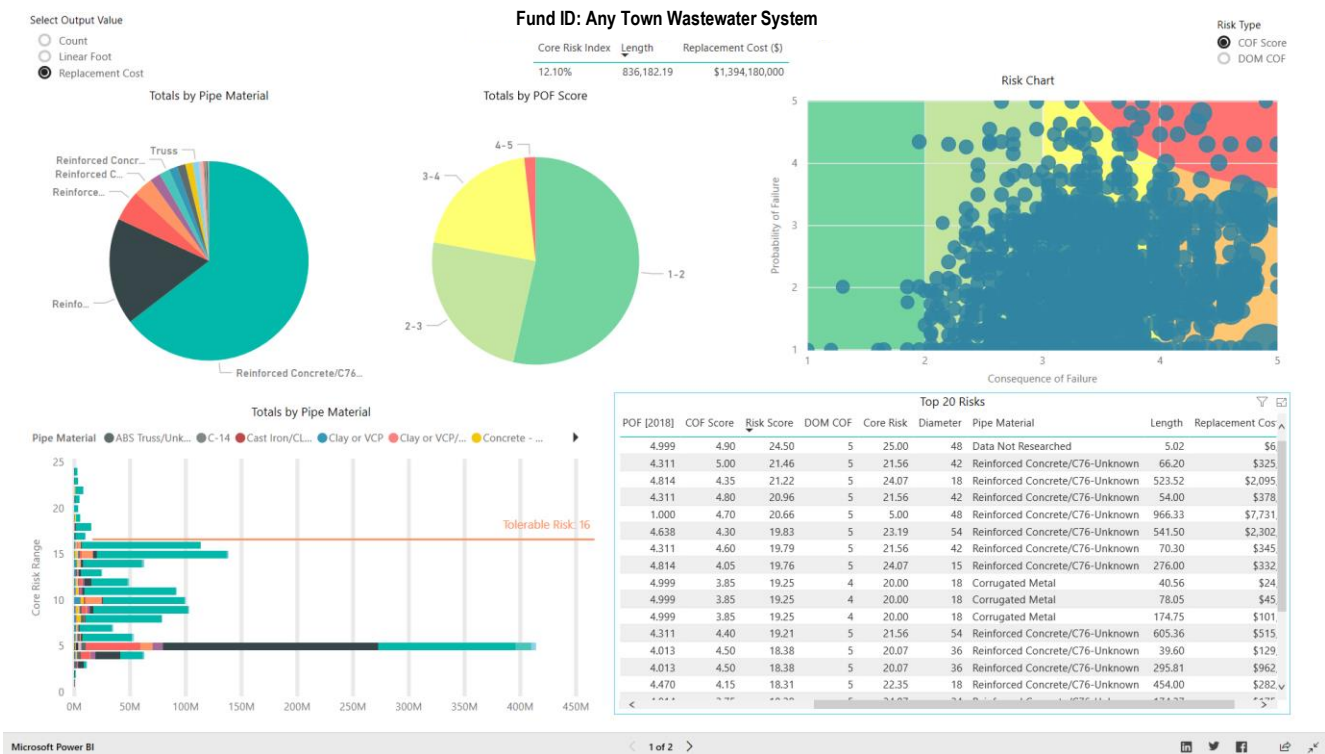 Fund ID: Any Town Wastewater System
Select Output Value
Count
Linear Foot
Replacement Cost
Core Risk Index Length Replacement Cost ($)
12.10% 836,182.19 $1,394,180,000
Risk Type
COF Score
DOM COF
Totals by Pipe Material
Truss
Reinforced Concr...
Reinforced C...
Reinforce...
Reinfo...
Reinforced Concrete/C76...
Totals by POF Score
4-5
3-4
2-3
1-2
Risk Chart
Probability of Failure
5
4
3
2
1
1 2 3 4 5
Consequence of Failure
Totals by Pipe Material
Pipe Material ABS Truss/Unk... C-14 Cast Iron/CL... Clay or VCP Clay or VCP/... Concrete - ...
Core Risk Range
25
20
15
10
5
0
Tolerable Risk: 16
0M 50M 100M 150M 200M 250M 300M 350M 400M 450M
Top 20 Risks
POF [2018] COF Score Risk Score DOM COF Core Risk Diameter Pipe Material Length Replacement Cos
4.999 4.90 24.50 5 25.00 48 Data Not Researched 5.02 $6,
4.311 5.00 21.46 5 21.56 42 Reinforced Concrete/C76-Unknown 66.20 $325,
4.814 4.35 21.22 5 24.07 18 Reinforced Concrete/C76-Unknown 523.52 $2,095,
4.311 4.80 20.96 5 21.56 42 Reinforced Concrete/C76-Unknown 54.00 $378,
1.000 4.70 20.66 5 5.00 48 Reinforced Concrete/C76-Unknown 966.33 $7,731,
4.638 4.30 19.83 5 23.19 54 Reinforced Concrete/C76-Unknown 541.50 $2,302,
4.311 4.60 19.79 5 21.56 42 Reinforced Concrete/C76-Unknown 70.30 $345,
4.814 4.05 19.76 5 24.07 15 Reinforced Concrete/C76-Unknown 276.00 $332,
4.999 3.85 19.25 4 20.00 18 Corrugated Metal 40.56 $24,
4.999 3.85 19.25 4 20.00 18 Corrugated Metal 78.05 $45,
4.999 3.85 19.25 4 20.00 18 Corrugated Metal 174.75 $101,
4.311 4.40 19.21 5 21.56 54 Reinforced Concrete/C76-Unknown 605.36 $515,
4.013 4.50 18.38 5 20.07 36 Reinforced Concrete/C76-Unknown 39.60 $129,
4.013 4.50 18.38 5 20.07 36 Reinforced Concrete/C76-Unknown 295.81 $962,
4.470 4.15 18.31 5 22.35 18 Reinforced Concrete/C76-Unknown 454.00 $282,
Microsoft Power BI
1 of 2